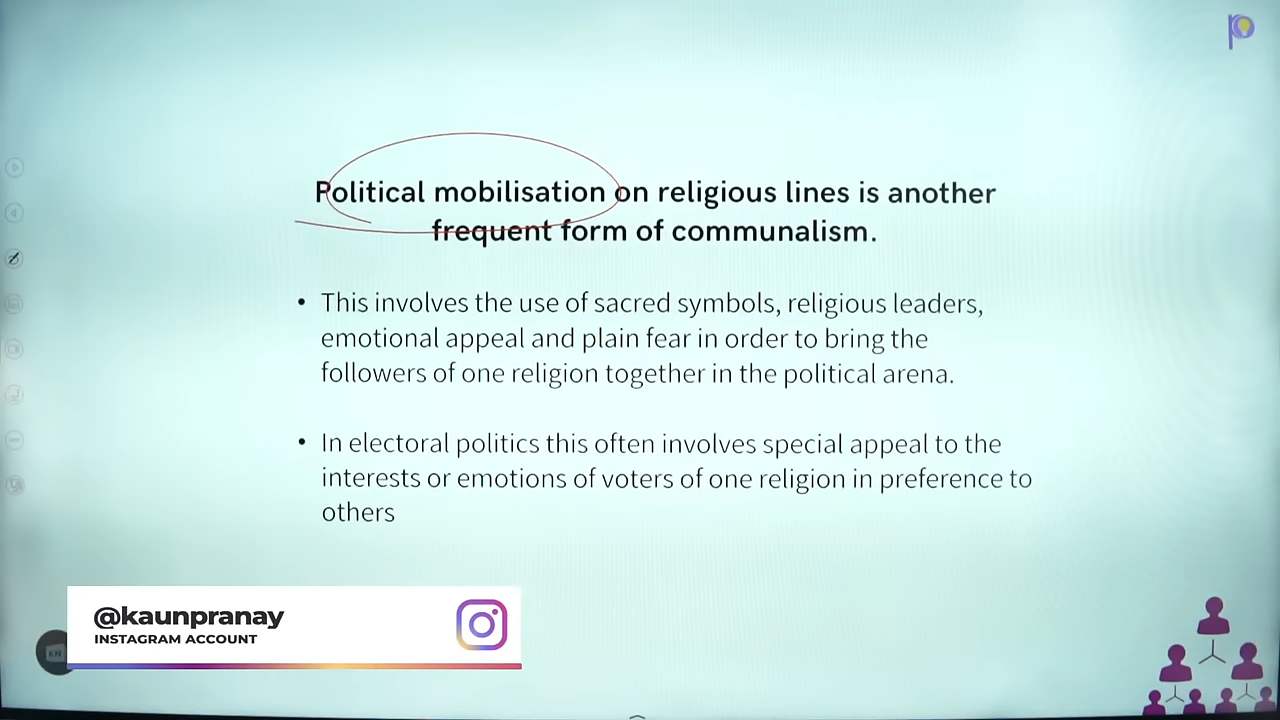 Political mobilisation on religious lines is another
frequent form of communalism.
• This involves the use of sacred symbols, religious leaders,
emotional appeal and plain fear in order to bring the
followers of one religion together in the political arena.
• In electoral politics this often involves special appeal to the
interests or emotions of voters of one religion in preference to
others
@kaunpranay
INSTAGRAM ACCOUNT
EN